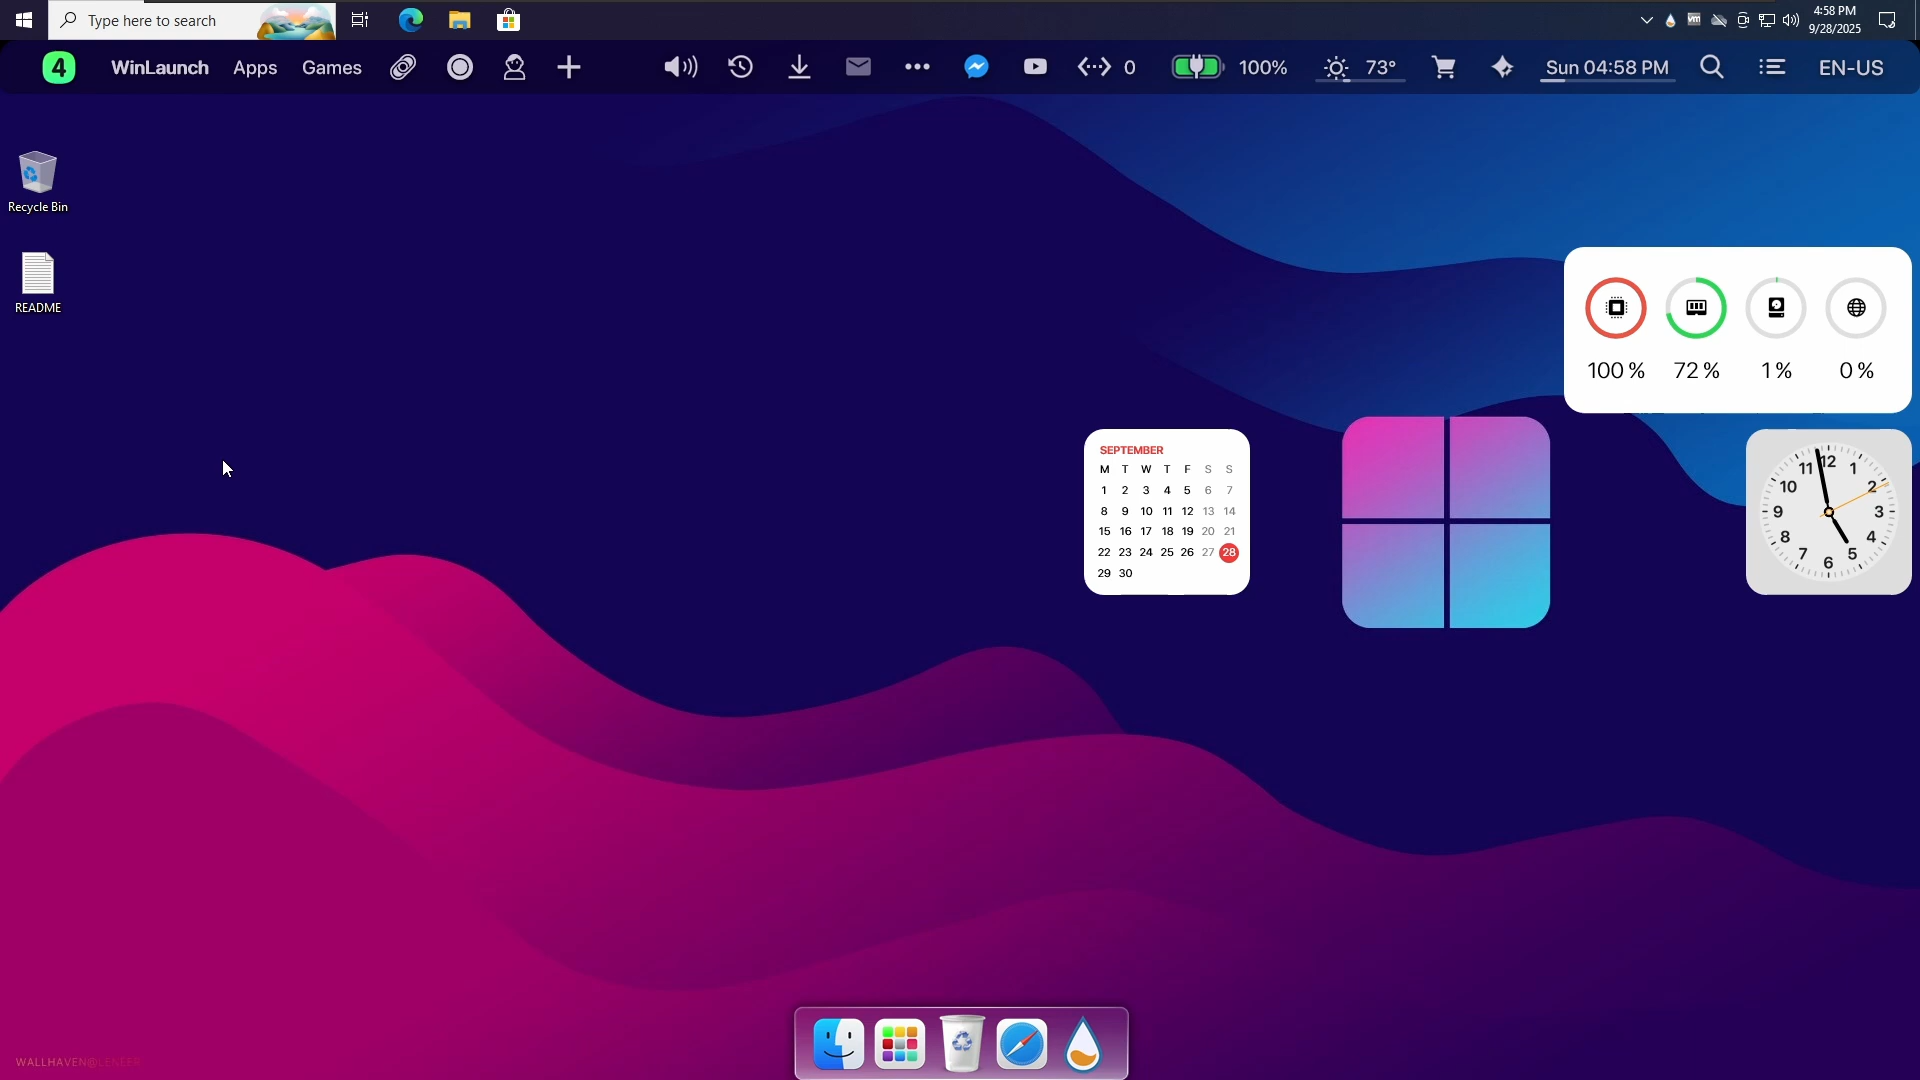 Type here to search
4:58 PM
9/28/2025
4 WinLaunch Apps Games 0 100% 73° Sun 04:58 PM EN-US
Recycle Bin
README
100 % 72 % 1 % 0 %
SEPTEMBER
M T W T F S S
1 2 3 4 5 6 7
8 9 10 11 12 13 14
15 16 17 18 19 20 21
22 23 24 25 26 27 28
29 30
12 1 2 3 4 5 6 7 8 9 10 11
WALLHAVEN@LENEER